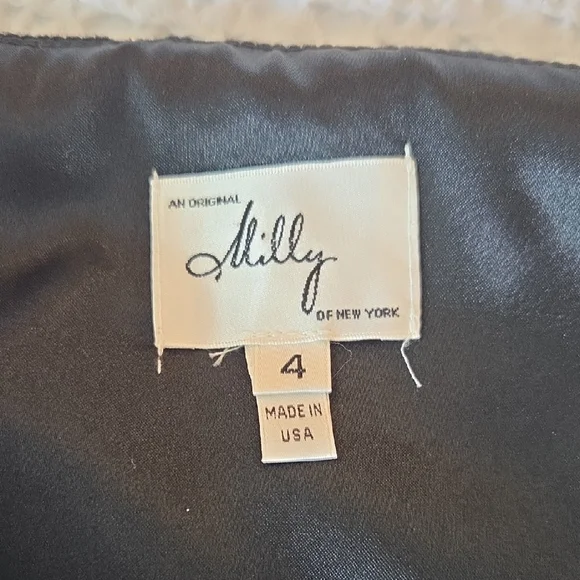 AN ORIGINAL
Milly
OF NEW YORK
4
MADE IN
USA